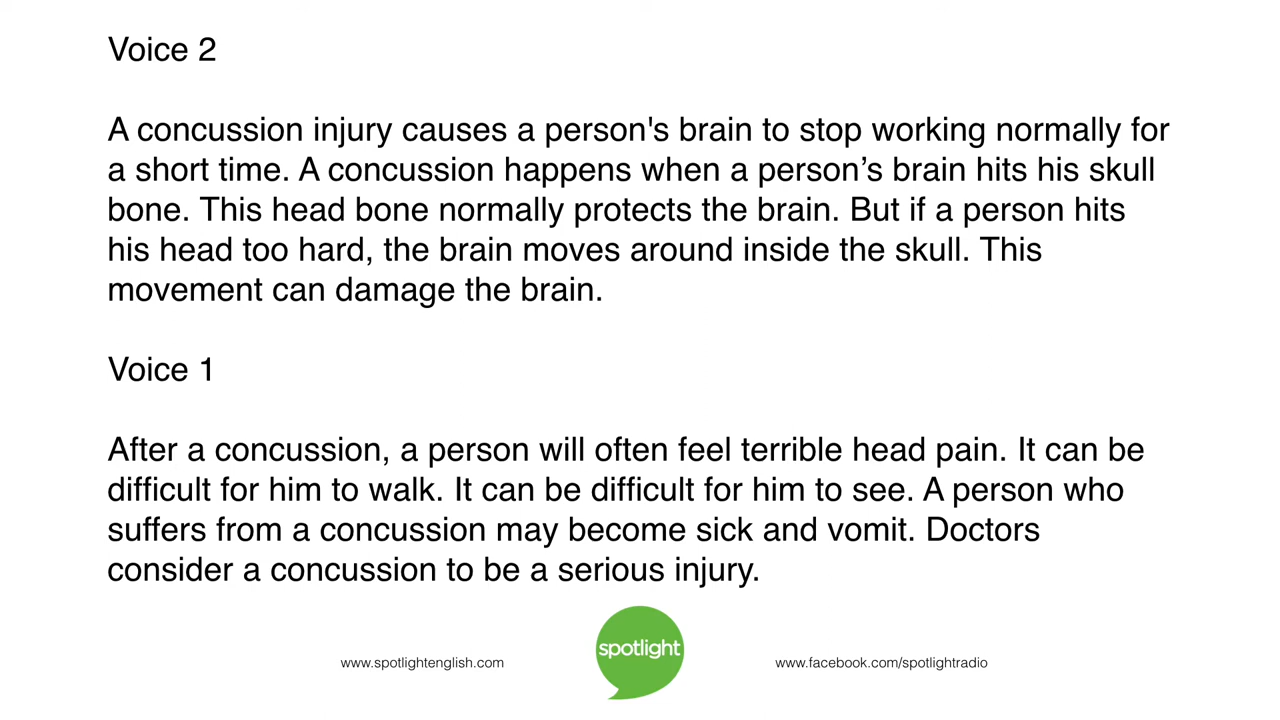 Voice 2
A concussion injury causes a person's brain to stop working normally for
a short time. A concussion happens when a person’s brain hits his skull
bone. This head bone normally protects the brain. But if a person hits
his head too hard, the brain moves around inside the skull. This
movement can damage the brain.
Voice 1
After a concussion, a person will often feel terrible head pain. It can be
difficult for him to walk. It can be difficult for him to see. A person who
suffers from a concussion may become sick and vomit. Doctors
consider a concussion to be a serious injury.
www.spotlightenglish.com
spotlight
www.facebook.com/spotlightradio